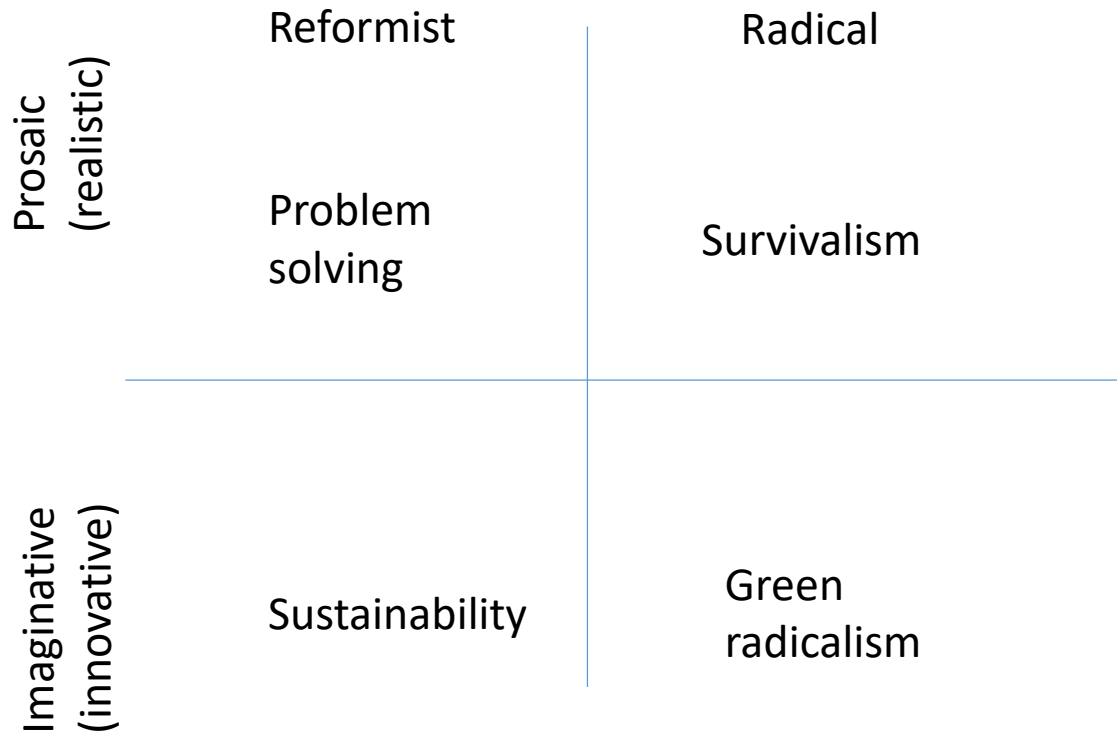 Reformist
Radical
Prosaic
(realistic)
Problem
solving
Survivalism
Imaginative
(innovative)
Sustainability
Green
radicalism